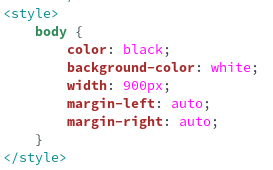 <style>
    body {
        color: black;
        background-color: white;
        width: 900px;
        margin-left: auto;
        margin-right: auto;
    }
</style>